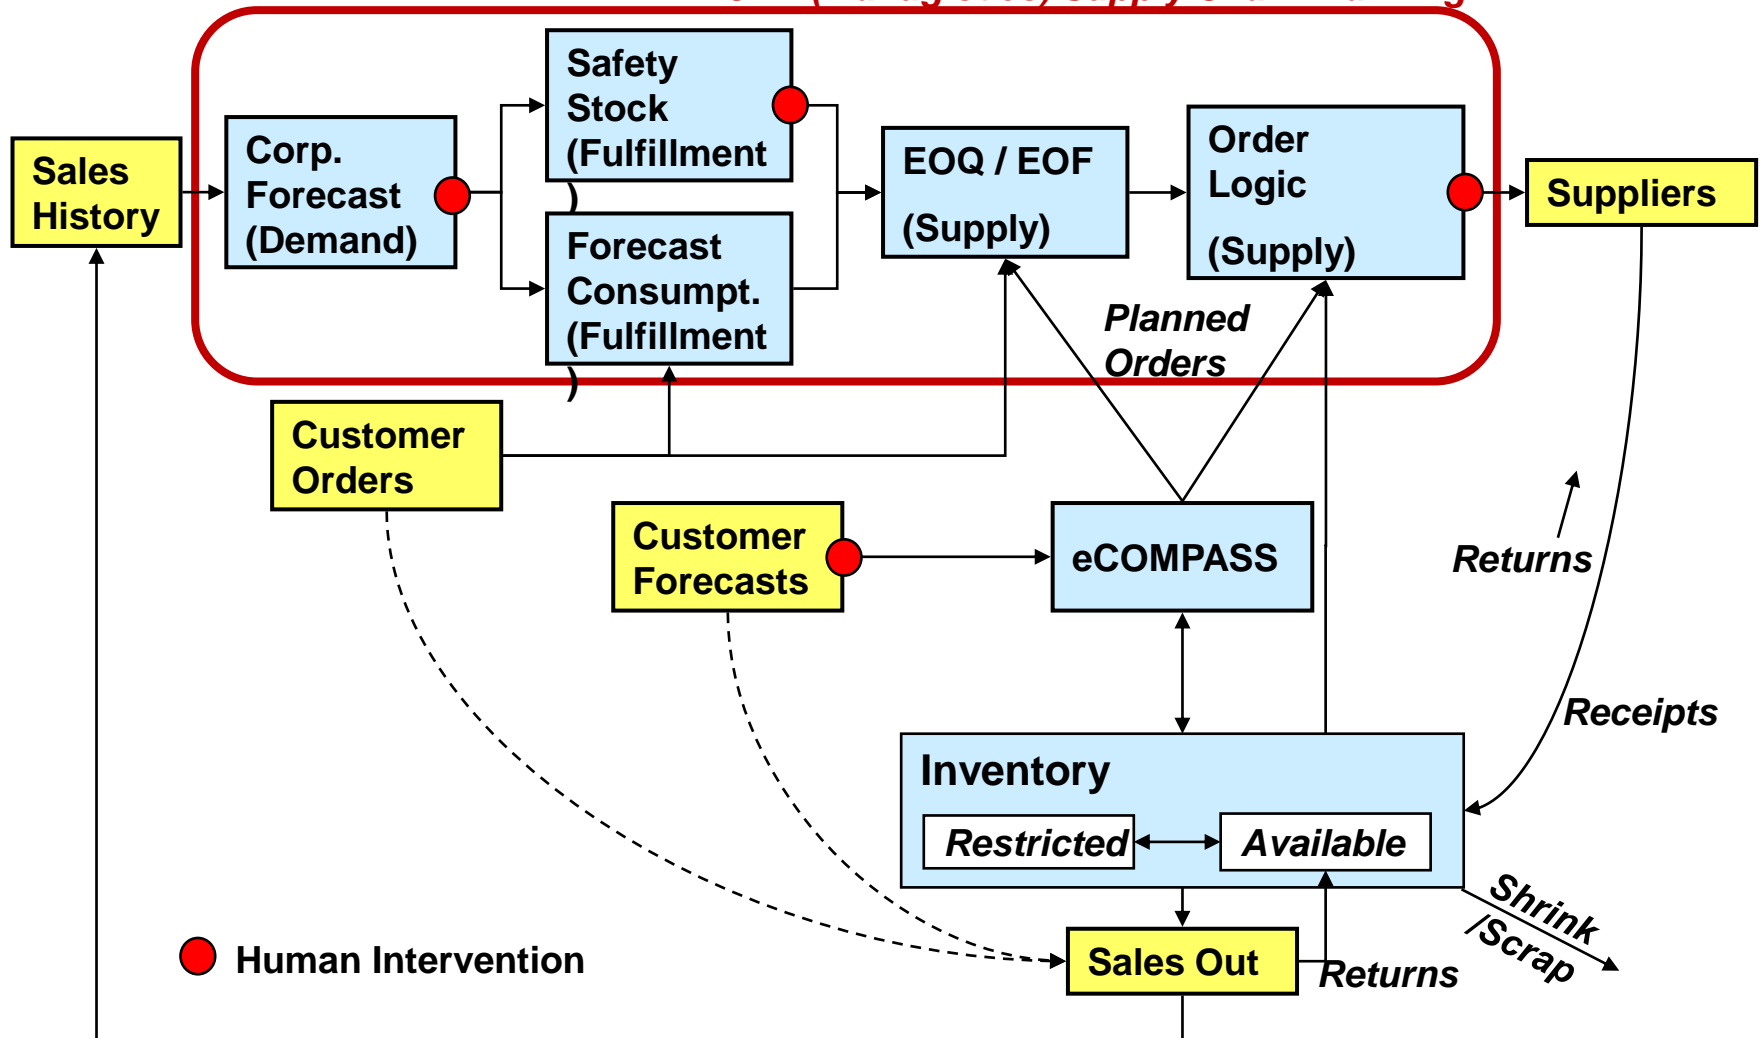 Supply
Safety
Stock
(Fulfillment
)
Corp.
Forecast
(Demand)
Sales
History
Forecast
Consumpt.
(Fulfillment
)
EOQ / EOF
(Supply)
Order
Logic
(Supply)
Suppliers
Planned
Orders
Customer
Orders
Customer
Forecasts
eCOMPASS
Returns
Receipts
Inventory
Restricted
Available
Shrink
/Scrap
Sales Out
Returns
Human Intervention